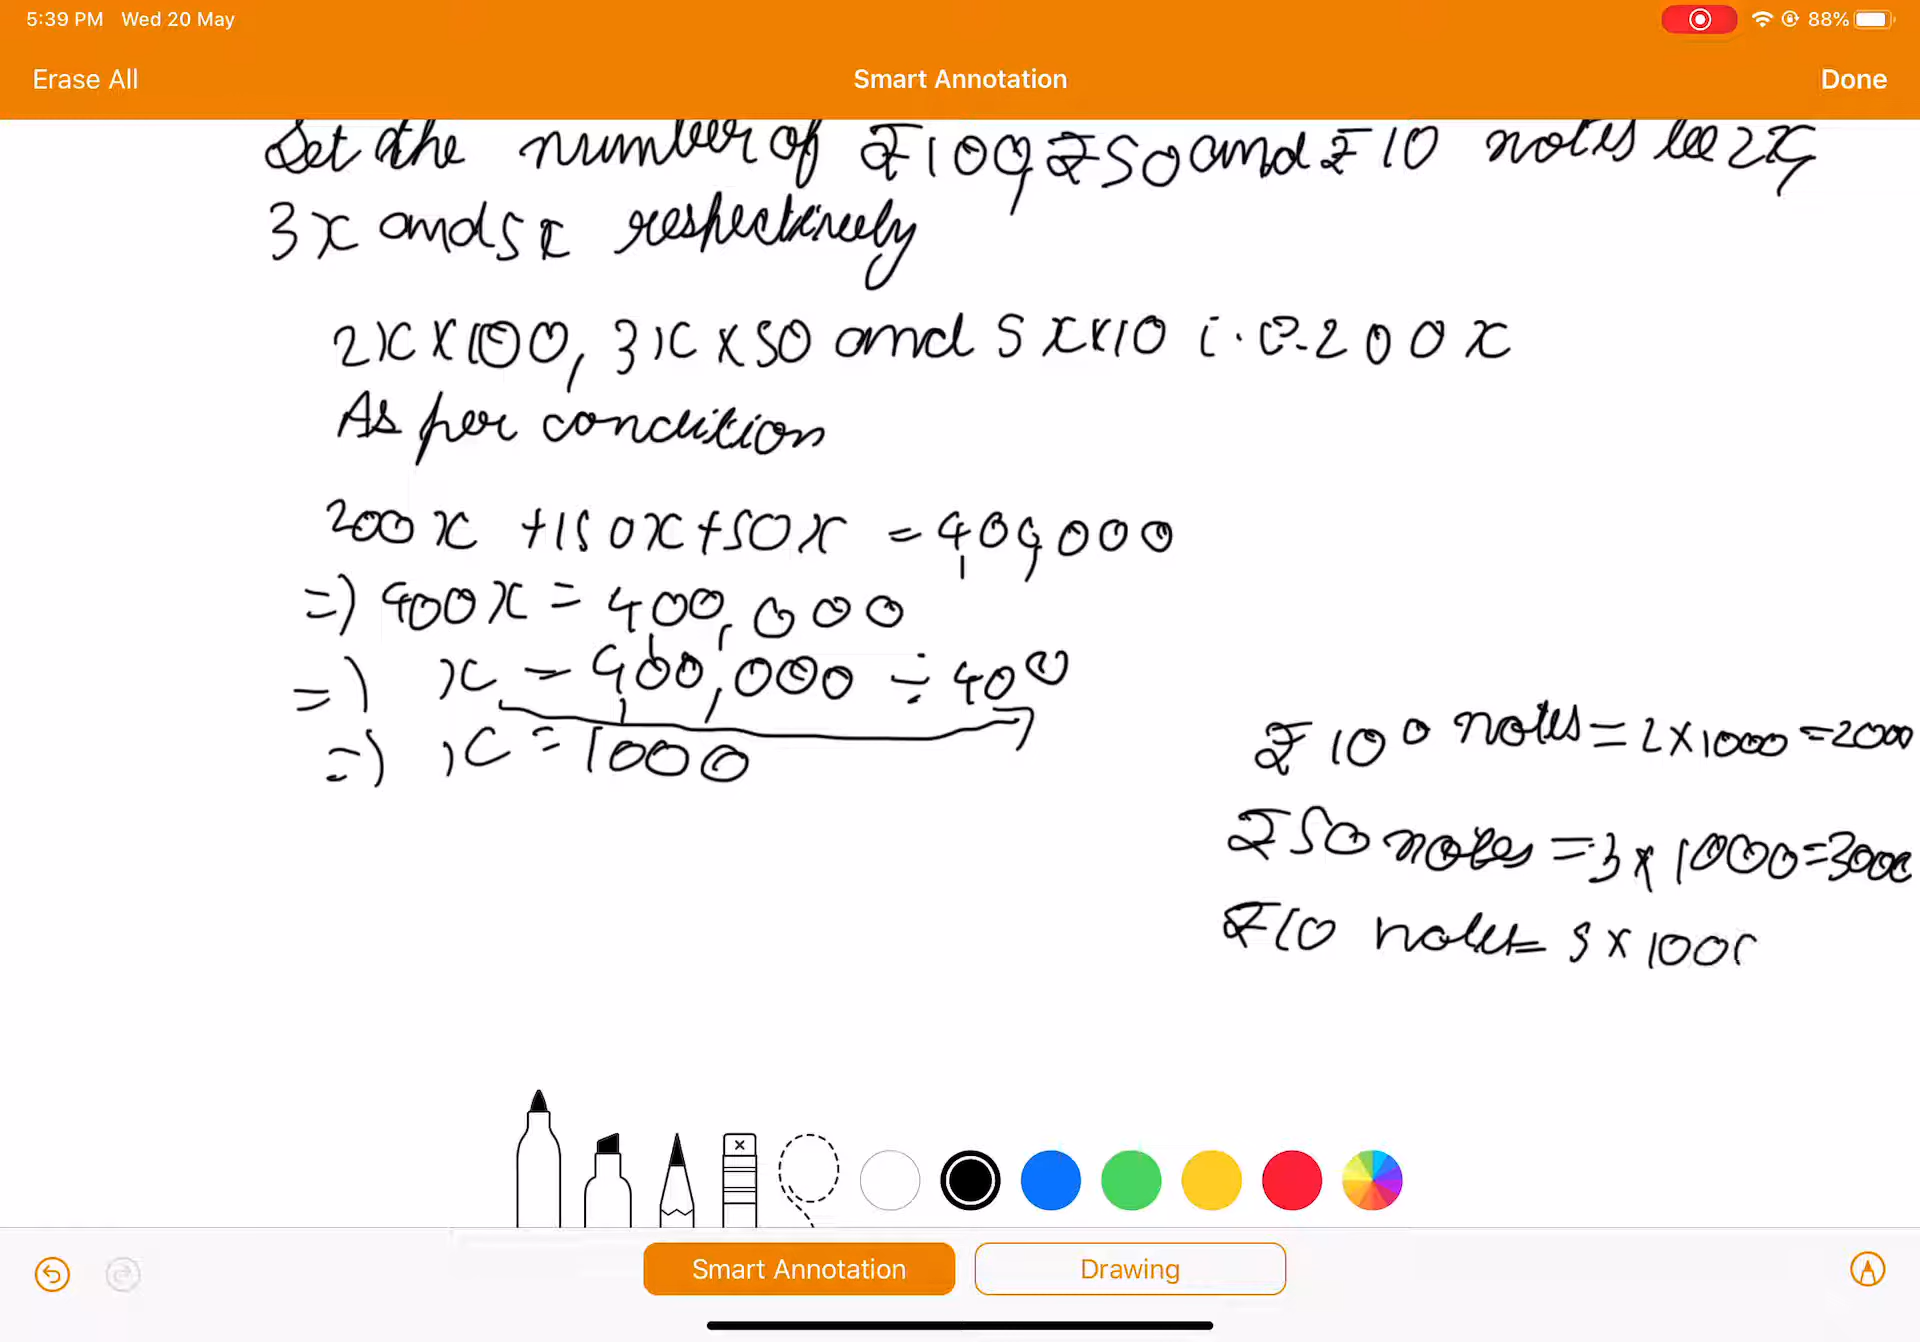 5:39 PM Wed 20 May 88%
Erase All Smart Annotation Done
Let the number of ₹100, ₹50 and ₹10 notes be 2x,
3x and 5x respectively
2x×100, 3x×50 and 5x×10 i.e. 200x
As per condition
200x +150x+50x = 400,000
=) 400x = 400,000
=) x = 400,000 ÷ 400
=) x = 1000
₹100 notes = 2×1000=2000
₹50 notes = 3×1000=3000
₹10 notes= 5×1000
Smart Annotation Drawing